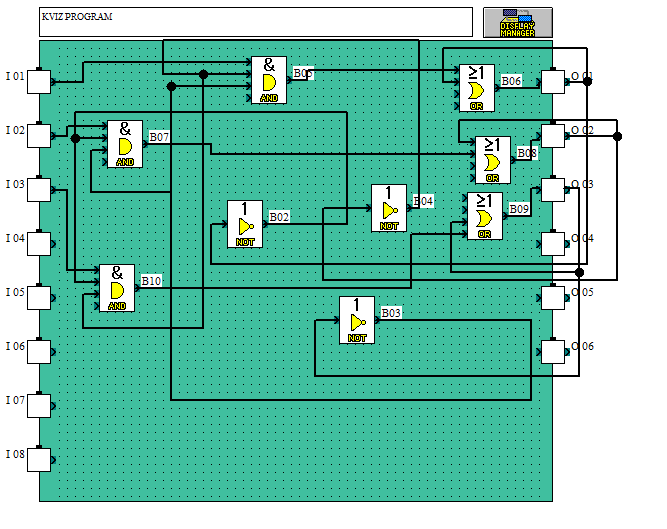 KVIZ PROGRAM
DISPLAY
MANAGER
I 01
&
AND
B05
≥1
OR
B06
O 01
I 02
&
AND
B07
≥1
OR
B08
O 02
I 03
1
NOT
B04
≥1
OR
B09
O 03
1
NOT
B02
I 04
O 04
&
AND
B10
I 05
O 05
1
NOT
B03
I 06
O 06
I 07
I 08